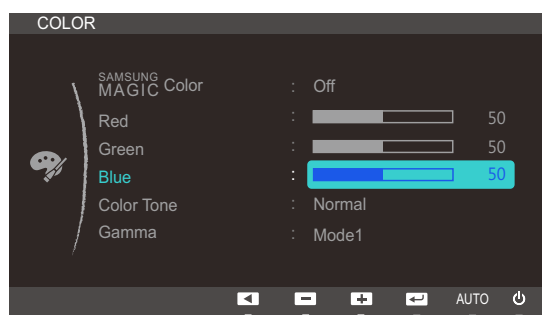 COLOR
SAMSUNG
MAGIC Color : Off
Red : 50
Green : 50
Blue : 50
Color Tone : Normal
Gamma : Mode1
AUTO